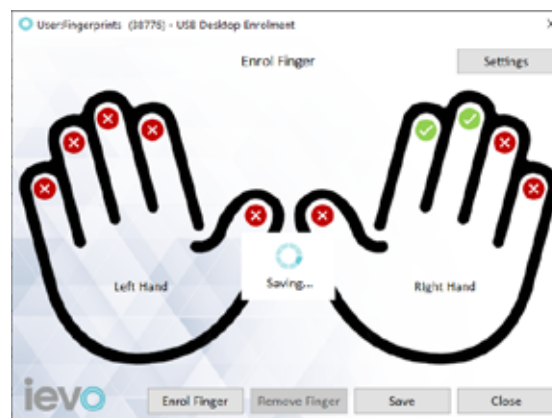 User:Fingerprints (38776) - USB Desktop Enrolment
Enrol Finger
Settings
Left Hand
Saving...
Right Hand
ievo
Enrol Finger
Remove Finger
Save
Close